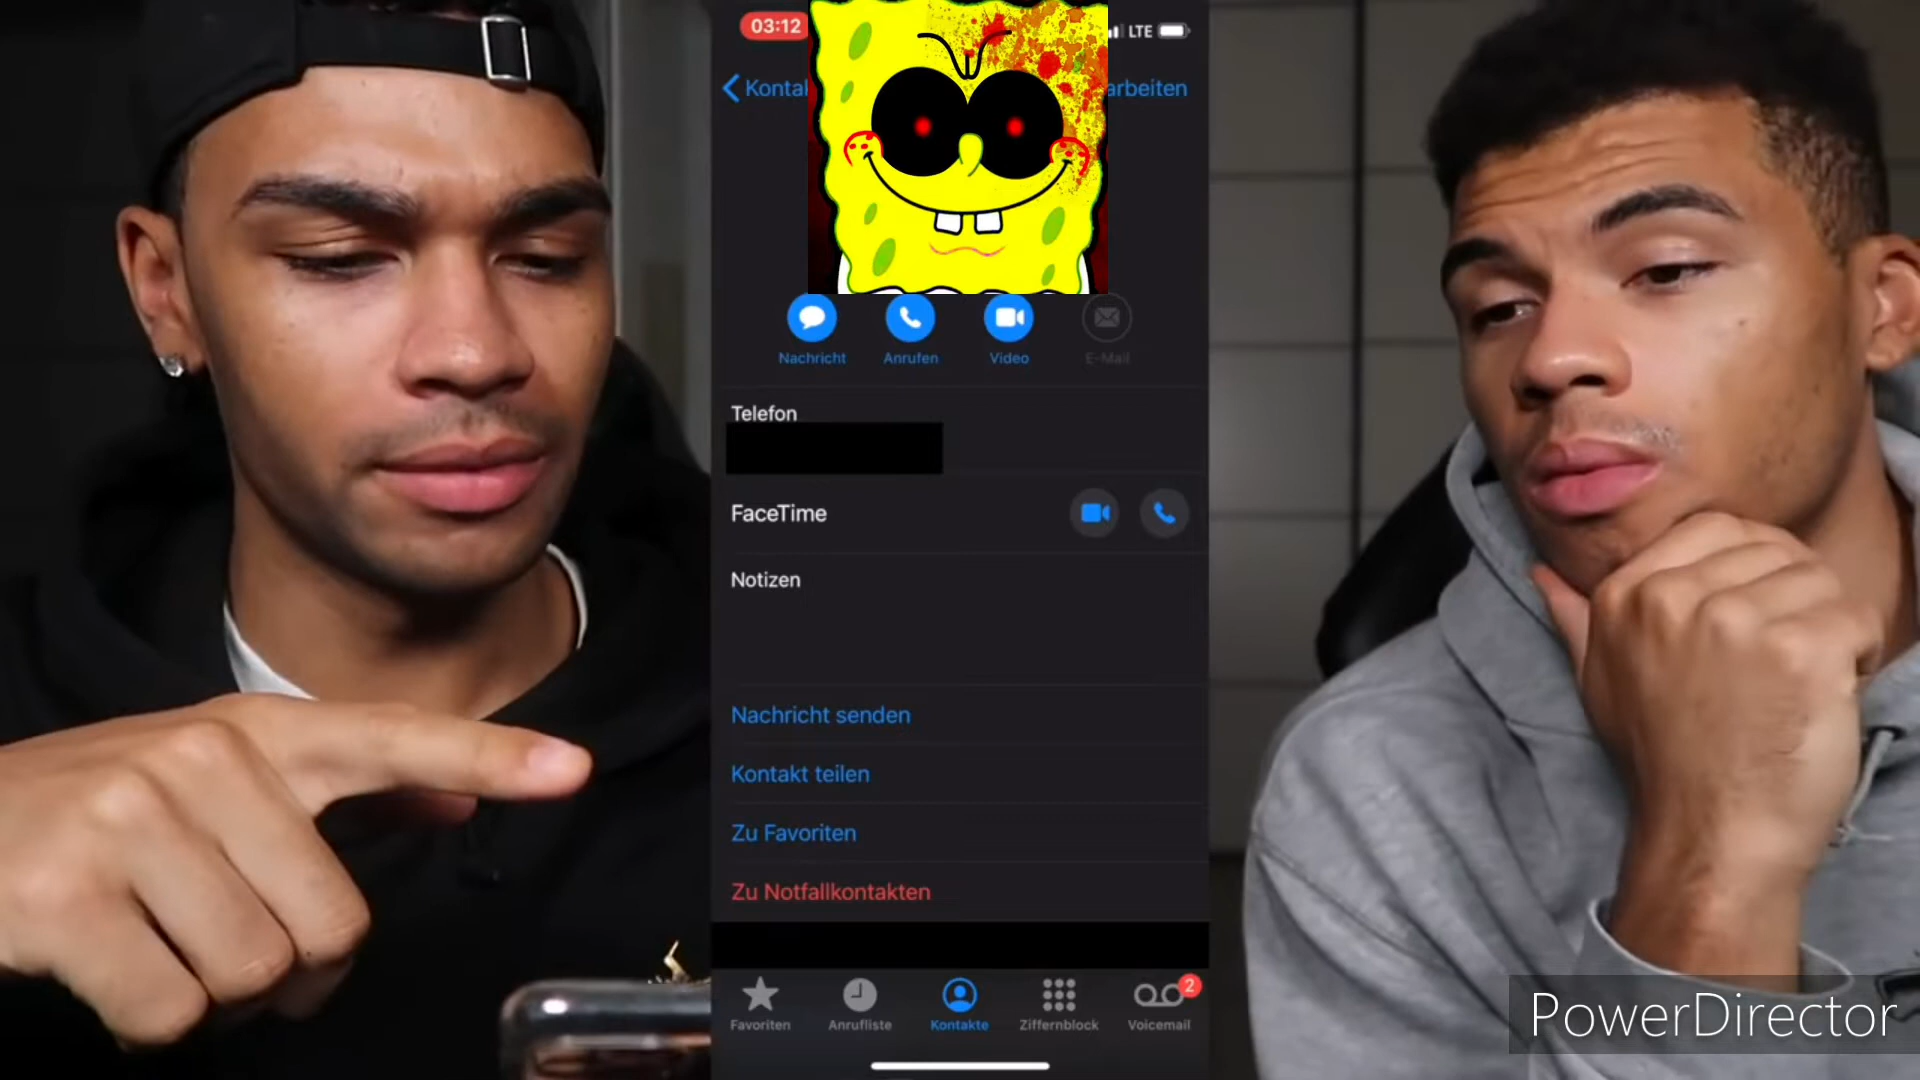 03:12
LTE
Kontak
arbeiten
Nachricht
Anrufen
Video
E-Mail
Telefon
FaceTime
Notizen
Nachricht senden
Kontakt teilen
Zu Favoriten
Zu Notfallkontakten
2
Favoriten
Anrufliste
Kontakte
Ziffernblock
Voicemail
PowerDirector